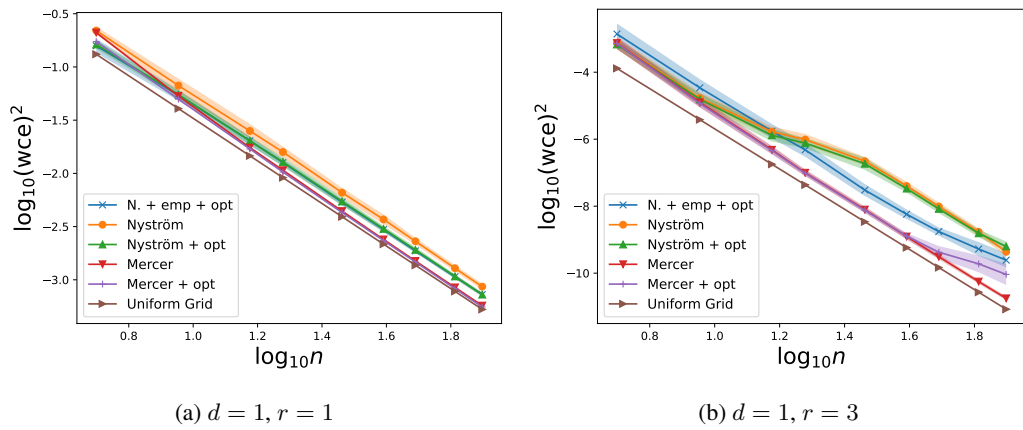 −0.5
−1.0
−1.5
−2.0
−2.5
−3.0
log₁₀(wce)²
N. + emp + opt
Nyström
Nyström + opt
Mercer
Mercer + opt
Uniform Grid
0.8
1.0
1.2
1.4
1.6
1.8
log₁₀n
(a) d = 1, r = 1
−4
−6
−8
−10
log₁₀(wce)²
N. + emp + opt
Nyström
Nyström + opt
Mercer
Mercer + opt
Uniform Grid
0.8
1.0
1.2
1.4
1.6
1.8
log₁₀n
(b) d = 1, r = 3